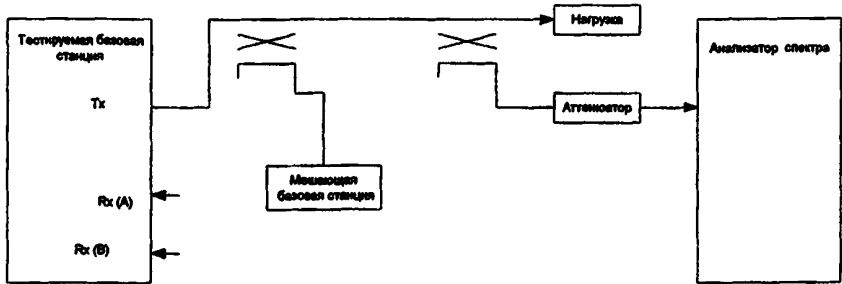 Тестируемая базовая
станция
Нагрузка
Анализатор спектра
Tx
Аттенюатор
Мешающая
базовая станция
Rx (A)
Rx (B)